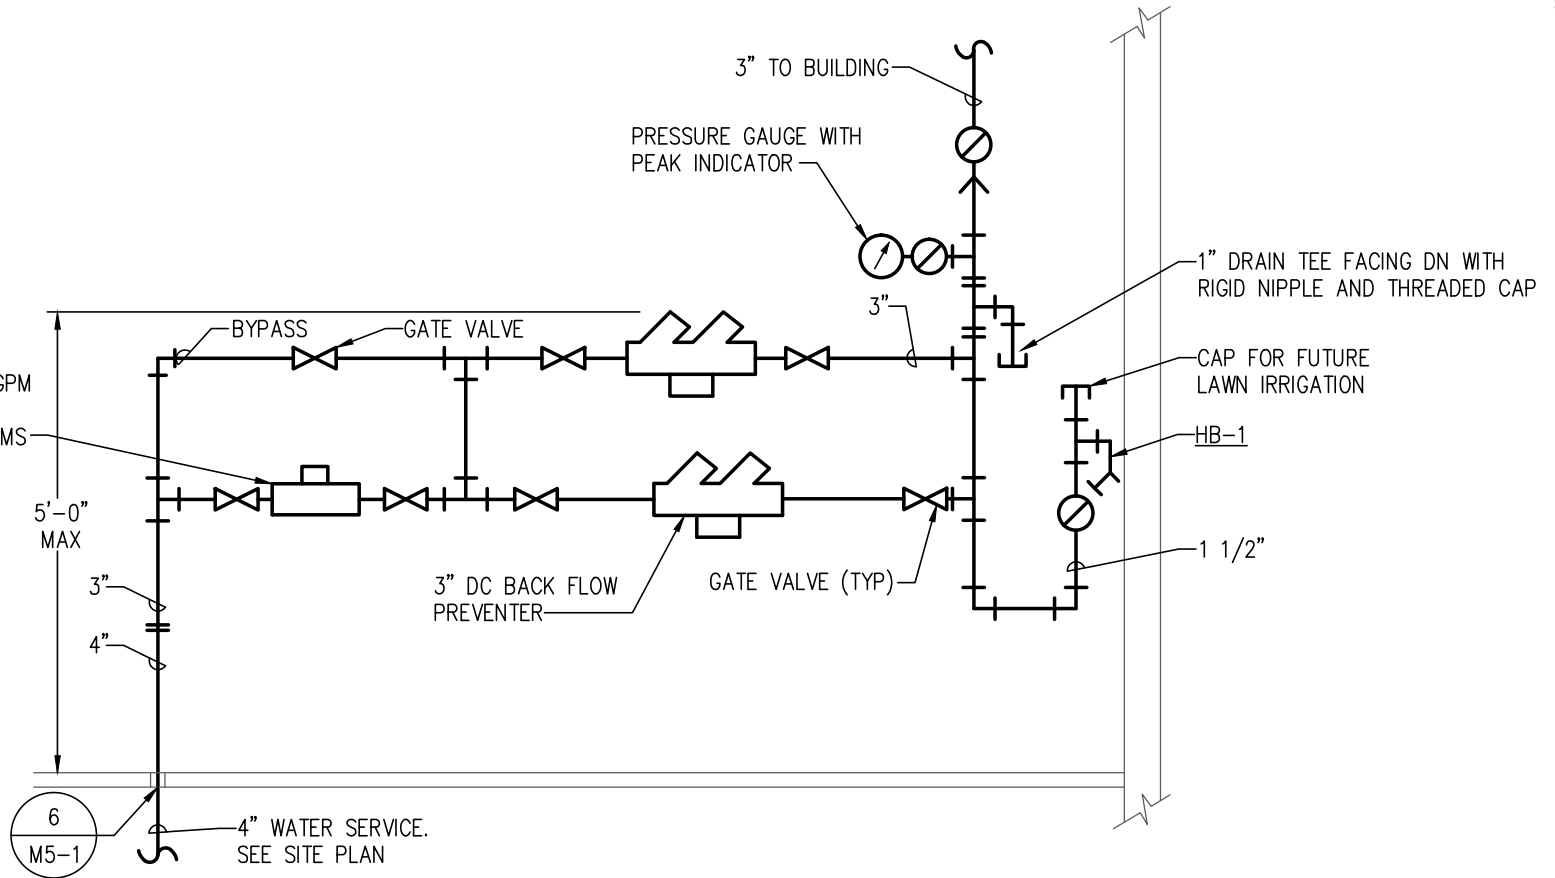 3" TO BUILDING
PRESSURE GAUGE WITH
PEAK INDICATOR
1" DRAIN TEE FACING DN WITH
RIGID NIPPLE AND THREADED CAP
3"
BYPASS
GATE VALVE
CAP FOR FUTURE
LAWN IRRIGATION
GPM
MS
HB-1
5'-0"
MAX
1 1/2"
3"
3" DC BACK FLOW
PREVENTER
GATE VALVE (TYP)
4"
6
M5-1
4" WATER SERVICE.
SEE SITE PLAN